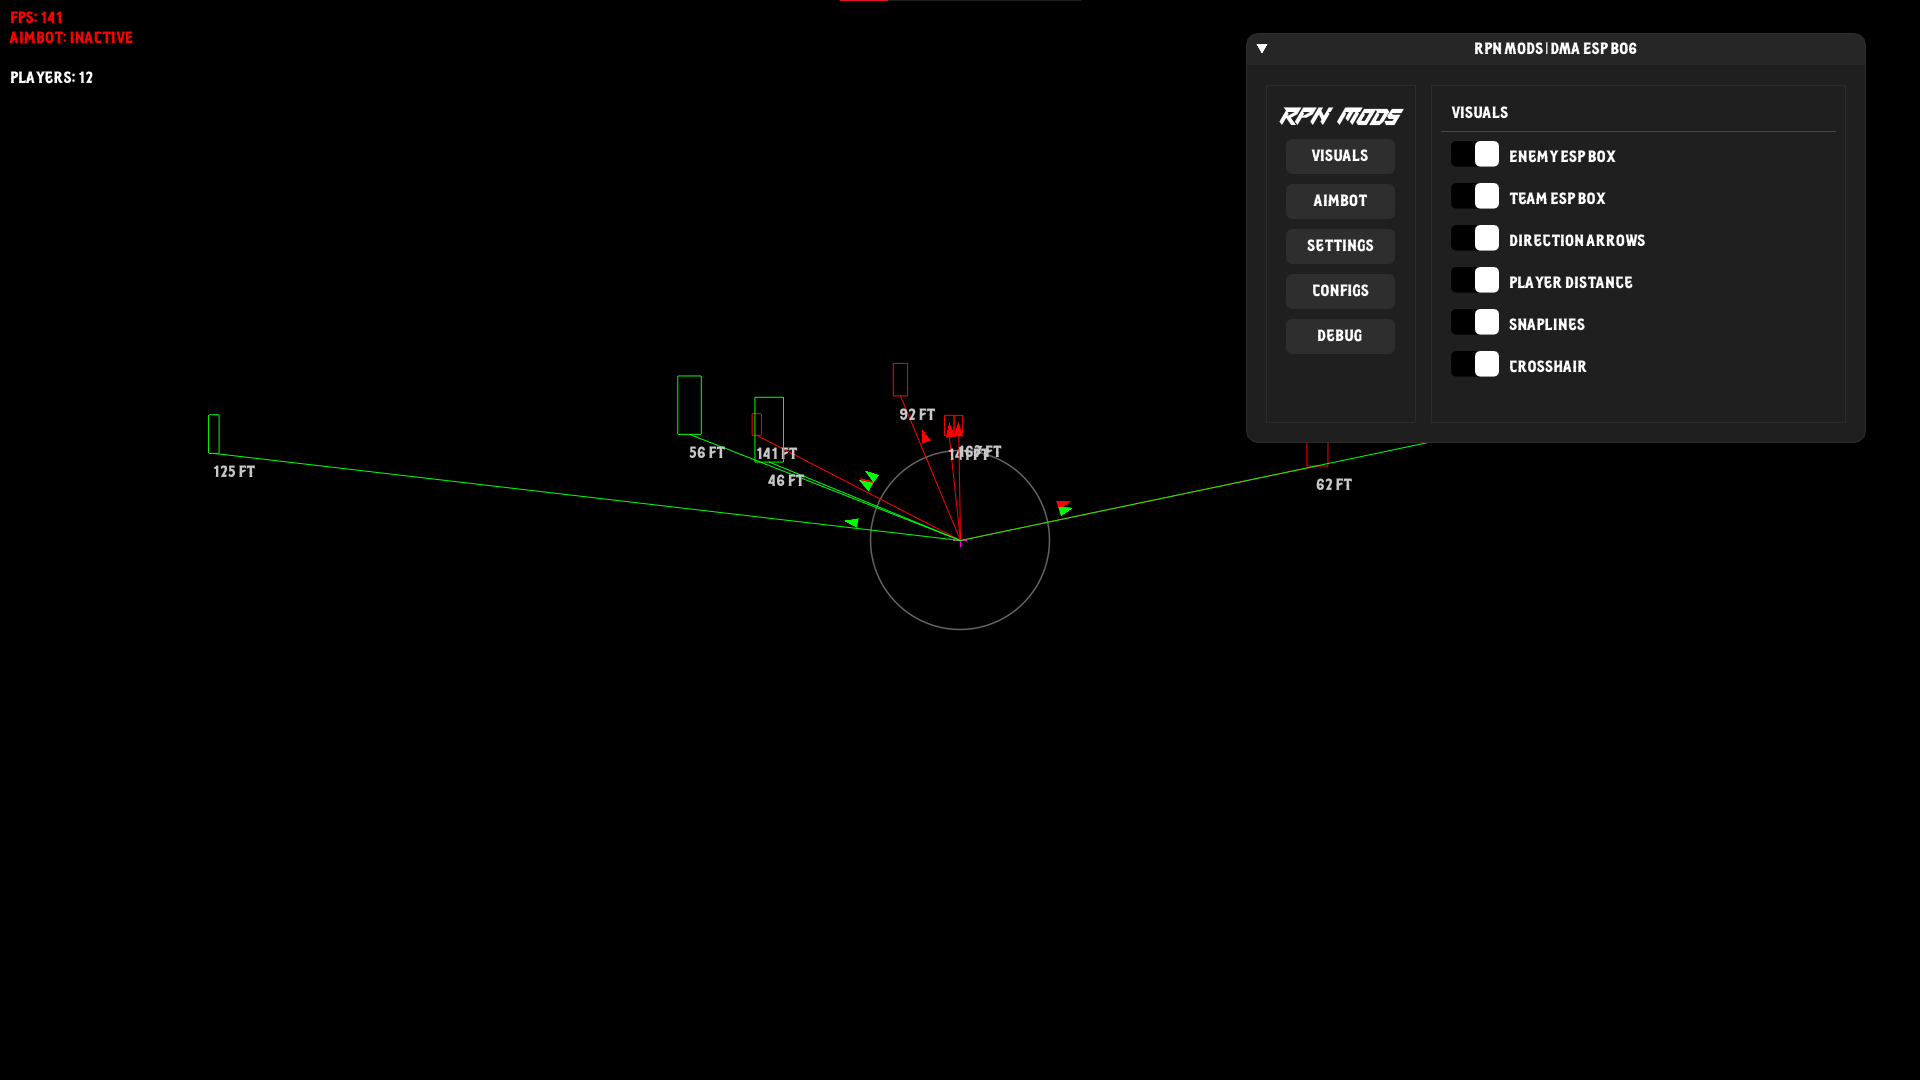 FPS: 141
AIMBOT: INACTIVE
PLAYERS: 12
RPN MODS | DMA ESP BO6
RPN MODS
VISUALS
AIMBOT
SETTINGS
CONFIGS
DEBUG
VISUALS
ENEMY ESP BOX
TEAM ESP BOX
DIRECTION ARROWS
PLAYER DISTANCE
SNAPLINES
CROSSHAIR
92 FT
56 FT
141 FT
125 FT
46 FT
62 FT